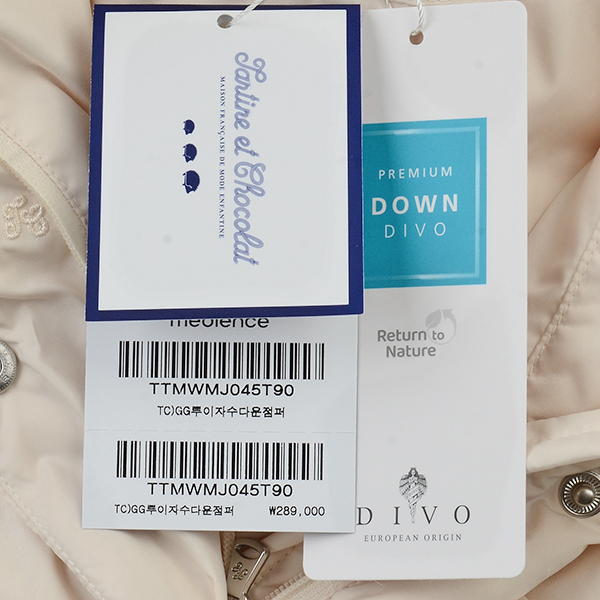 Tartine et Chocolat
MAISON FRANÇAISE DE MODE ENFANTINE
PREMIUM
DOWN
DIVO
Return to
Nature
TTMWMJ045T90
TC)GG루이자수다운점퍼
TTMWMJ045T90
TC)GG루이자수다운점퍼 ₩289,000
DIVO
EUROPEAN ORIGIN